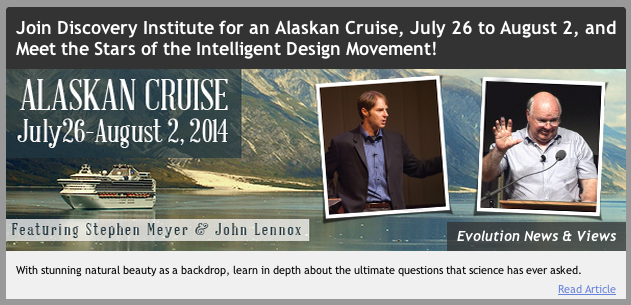 Join Discovery Institute for an Alaskan Cruise, July 26 to August 2, and
Meet the Stars of the Intelligent Design Movement!
ALASKAN CRUISE
July26-August 2, 2014
Featuring Stephen Meyer & John Lennox
Evolution News & Views
With stunning natural beauty as a backdrop, learn in depth about the ultimate questions that science has ever asked.
Read Article